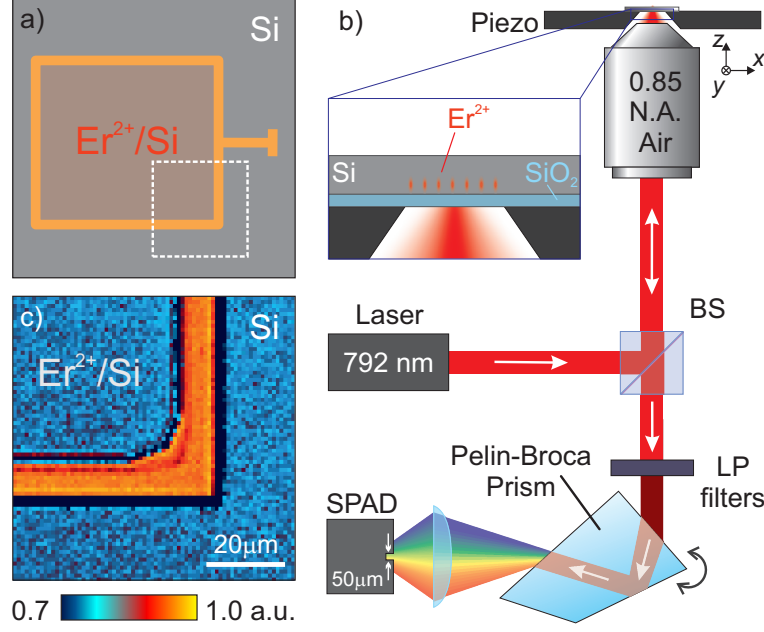 a)
Si
Er²⁺/Si
b)
Piezo
z
x
y
0.85
N.A.
Air
Er²⁺
Si
SiO₂
c)
Si
Er²⁺/Si
20μm
0.7
1.0 a.u.
Laser
792 nm
BS
LP
filters
Pelin-Broca
Prism
SPAD
50μm